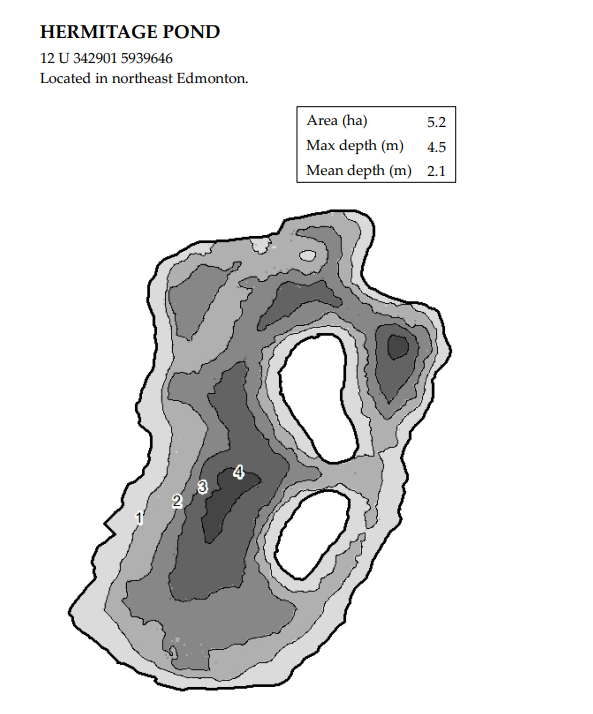 HERMITAGE POND
12 U 342901 5939646
Located in northeast Edmonton.
Area (ha) 5.2
Max depth (m) 4.5
Mean depth (m) 2.1
4
3
2
1